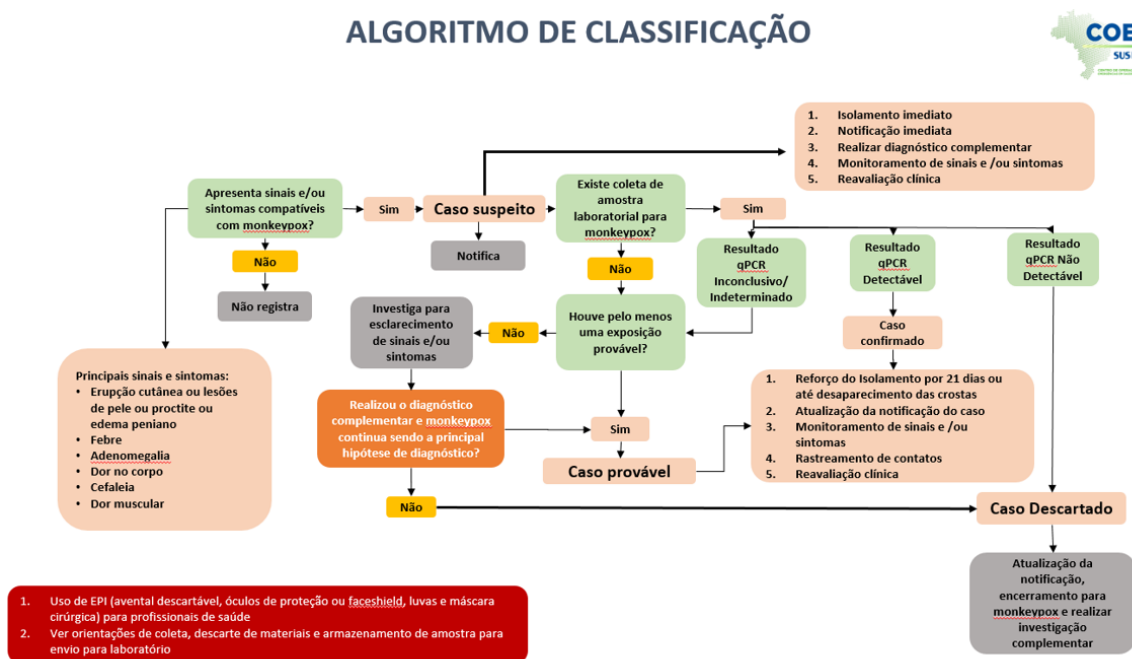 ALGORITMO DE CLASSIFICAÇÃO
COE
SUS
1. Isolamento imediato
2. Notificação imediata
3. Realizar diagnóstico complementar
4. Monitoramento de sinais e /ou sintomas
5. Reavaliação clínica
Apresenta sinais e/ou
sintomas compatíveis
com monkeypox?
Sim
Caso suspeito
Existe coleta de
amostra
laboratorial para
monkeypox?
Sim
Não
Notifica
Não
Não registra
Resultado
qPCR
Inconclusivo/
Indeterminado
Resultado
qPCR
Detectável
Resultado
qPCR Não
Detectável
Investiga para
esclarecimento
de sinais e/ou
sintomas
Não
Houve pelo menos
uma exposição
provável?
Caso
confirmado
Principais sinais e sintomas:
• Erupção cutânea ou lesões
de pele ou proctite ou
edema peniano
• Febre
• Adenomegalia
• Dor no corpo
• Cefaleia
• Dor muscular
Realizou o diagnóstico
complementar e monkeypox
continua sendo a principal
hipótese de diagnóstico?
Sim
Caso provável
1. Reforço do Isolamento por 21 dias ou
até desaparecimento das crostas
2. Atualização da notificação do caso
3. Monitoramento de sinais e /ou
sintomas
4. Rastreamento de contatos
5. Reavaliação clínica
Não
Caso Descartado
Atualização da
notificação,
encerramento para
monkeypox e realizar
investigação
complementar
1. Uso de EPI (avental descartável, óculos de proteção ou faceshield, luvas e máscara
cirúrgica) para profissionais de saúde
2. Ver orientações de coleta, descarte de materiais e armazenamento de amostra para
envio para laboratório